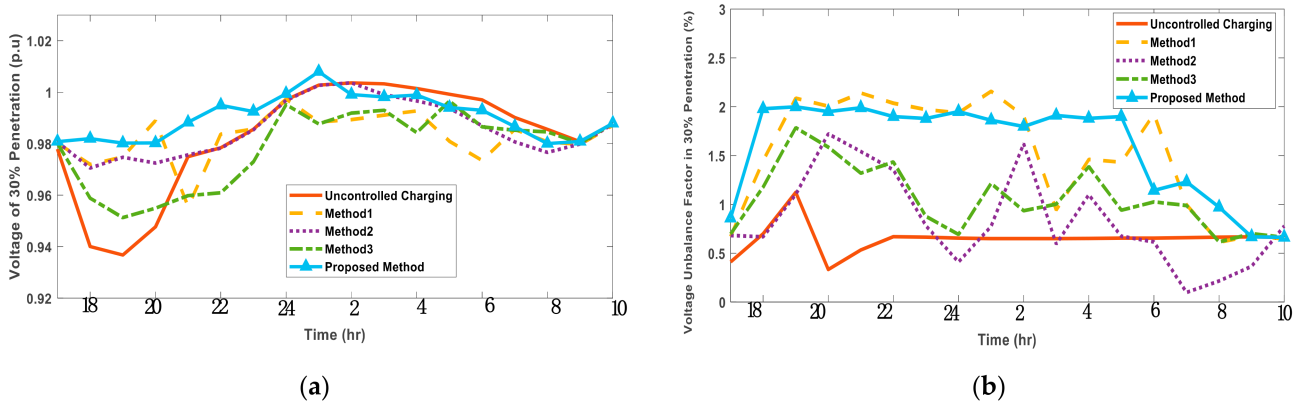 Voltage of 30% Penetration (p.u)
1.02
1
0.98
0.96
0.94
0.92
18
20
22
24
2
4
6
8
10
Time (hr)
Uncontrolled Charging
Method1
Method2
Method3
Proposed Method
(a)
Voltage Unbalance Factor in 30% Penetration (%)
3
2.5
2
1.5
1
0.5
0
18
20
22
24
2
4
6
8
10
Time (hr)
Uncontrolled Charging
Method1
Method2
Method3
Proposed Method
(b)